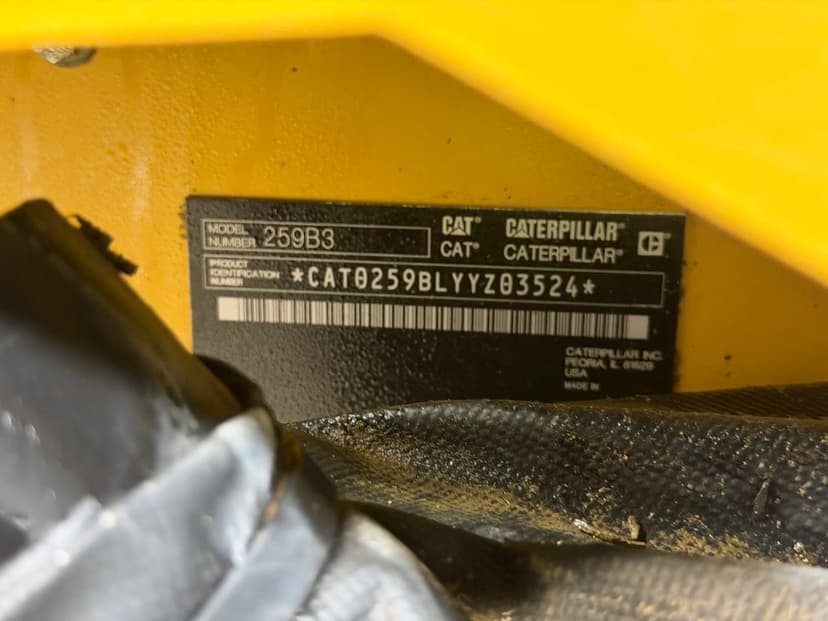 MODEL NUMBER 259B3
CAT® CATERPILLAR®
CAT® CATERPILLAR®
PRODUCT IDENTIFICATION NUMBER *CAT0259BLYYZ03524*
CATERPILLAR INC.
PEORIA, IL 61629
USA
MADE IN